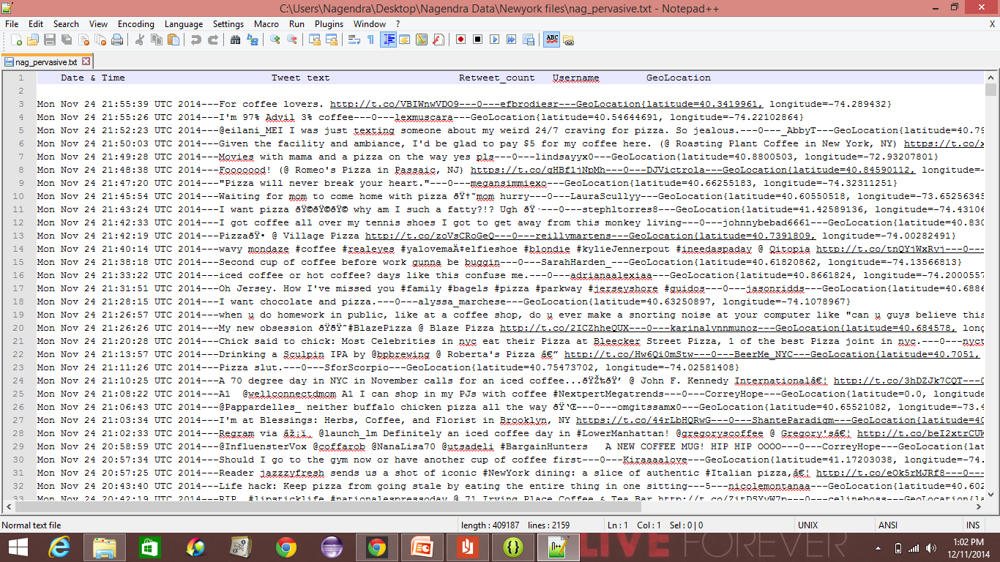 C:\Users\Nagendra\Desktop\Nagendra Data\Newyork files\nag_pervasive.txt - Notepad++
File Edit Search View Encoding Language Settings Macro Run Plugins Window ? X
nag_pervasive.txt
1 Date & Time Tweet text Retweet_count Username GeoLocation
2
3 Mon Nov 24 21:55:39 UTC 2014---For coffee lovers. http://t.co/VBIWnwVDO9---0---efbrodiesr---GeoLocation{latitude=40.3419961, longitude=-74.289432}
4 Mon Nov 24 21:55:26 UTC 2014---I'm 97% Advil 3% coffee---0---lexmuscara---GeoLocation{latitude=40.54644691, longitude=-74.22102864}
5 Mon Nov 24 21:52:23 UTC 2014---@eilani_MEI I was just texting someone about my weird 24/7 craving for pizza. So jealous.---0---_AbbyT---GeoLocation{latitude=40.79
6 Mon Nov 24 21:50:03 UTC 2014---Given the facility and ambiance, I'd be glad to pay $5 for my coffee here. (@ Roasting Plant Coffee in New York, NY) https://t.co/x
7 Mon Nov 24 21:49:28 UTC 2014---Movies with mama and a pizza on the way yes pls---0---lindsayyx0---GeoLocation{latitude=40.8800503, longitude=-72.93207801}
8 Mon Nov 24 21:48:38 UTC 2014---Fooooood! (@ Romeo's Pizza in Passaic, NJ) https://t.co/qHBf1jNpMh---0---DJVictrola---GeoLocation{latitude=40.84590112, longitude=-
9 Mon Nov 24 21:47:20 UTC 2014---"Pizza will never break your heart."---0---megansimmiexo---GeoLocation{latitude=40.66255183, longitude=-74.32311251}
10 Mon Nov 24 21:45:54 UTC 2014---Waiting for mom to come home with pizza ðŸ†˜mom hurry---0---LauraScullyy---GeoLocation{latitude=40.60550518, longitude=-73.65256345
11 Mon Nov 24 21:43:24 UTC 2014---I want pizza ðŸ©ðŸ©ðŸ© why am I such a fatty?!? Ugh ðŸ·---0---stephltorres8---GeoLocation{latitude=41.42589136, longitude=-74.43106
12 Mon Nov 24 21:42:33 UTC 2014---I got coffee all over my tennis shoes I got to get away from this monkey living---0---johnnybebad6661---GeoLocation{latitude=40.830
13 Mon Nov 24 21:42:19 UTC 2014---PizzaðŸ• @ Village Pizza http://t.co/zoVsCRoGeQ---0---reillymartens---GeoLocation{latitude=40.7391809, longitude=-74.00282491}
14 Mon Nov 24 21:40:14 UTC 2014---wavy mondaze #coffee #realeyes #yalovemaÄ‡elfieshoe #blondie #kylieJennerpout #ineedaspaday @ Qitopia http://t.co/tnQYjWxRyj---0---
15 Mon Nov 24 21:38:18 UTC 2014---Second cup of coffee before work gunna be buggin---0---SarahHarden_---GeoLocation{latitude=40.61820862, longitude=-74.13566813}
16 Mon Nov 24 21:33:22 UTC 2014---iced coffee or hot coffee? days like this confuse me.---0---adrianaalexiaa---GeoLocation{latitude=40.8661824, longitude=-74.2000557
17 Mon Nov 24 21:31:51 UTC 2014---Oh Jersey. How I've missed you #family #bagels #pizza #parkway #jerseyshore #guidos---0---jasonridds---GeoLocation{latitude=40.6886
18 Mon Nov 24 21:28:15 UTC 2014---I want chocolate and pizza.---0---alyssa_marchese---GeoLocation{latitude=40.63250897, longitude=-74.1078967}
19 Mon Nov 24 21:26:57 UTC 2014---when u do homework in public, like at a coffee shop, do u ever make a snorting noise at your computer like "can u guys believe this
20 Mon Nov 24 21:26:26 UTC 2014---My new obsession ðŸðŸ˜#BlazePizza @ Blaze Pizza http://t.co/2ICZhheQUX---0---karinalynnmunoz---GeoLocation{latitude=40.684578, longitude=
21 Mon Nov 24 21:20:28 UTC 2014---Chick said to chick: Most Celebrities in nyc eat their Pizza at Bleecker Street Pizza, 1 of the best Pizza joint in nyc.---0---nyct
22 Mon Nov 24 21:13:57 UTC 2014---Drinking a Sculpin IPA by @bpbrewing @ Roberta's Pizza â€” http://t.co/Hw6Qi0mStw---0---BeerMe_NYC---GeoLocation{latitude=40.7051,
23 Mon Nov 24 21:11:26 UTC 2014---Pizza slut.---0---SforScorpio---GeoLocation{latitude=40.75473702, longitude=-74.02581408}
24 Mon Nov 24 21:10:25 UTC 2014---A 70 degree day in NYC in November calls for an iced coffee...ðŸŽ‰ðŸ’ @ John F. Kennedy Internationalâ€¦ http://t.co/3hDZJk7CQT---0
25 Mon Nov 24 21:08:22 UTC 2014---A1 @wellconnectdmom A1 I can shop in my PJs with coffee #NextpertMegatrends---0---CorreyHope---GeoLocation{latitude=0.0, longitude=
26 Mon Nov 24 21:06:43 UTC 2014---@Pappardelles_ neither buffalo chicken pizza all the way ðŸ'Œ---0---omgitssamx0---GeoLocation{latitude=40.65521082, longitude=-73.4
27 Mon Nov 24 21:03:34 UTC 2014---I'm at Blessings: Herbs, Coffee, and Florist in Brooklyn, NY https://t.co/44rLbHQRwG---0---ShanteParadigm---GeoLocation{latitude=
28 Mon Nov 24 21:02:33 UTC 2014---Regram via âž¡ï¸ @launch_lm Definitely an iced coffee day in #LowerManhattan! @gregoryscoffee @ Gregory'sâ€¦ http://t.co/beI2xtrCUW
29 Mon Nov 24 20:58:59 UTC 2014---@InfluensterVox @coffarob @NanaLisa70 @utsadeli #BargainHunters A NEW COFFEE MUG! HIP HIP OOOO---0---CorreyHope---GeoLocation{lat
30 Mon Nov 24 20:57:34 UTC 2014---Should I go to the gym now or have another cup of coffee first---0---Kiraaaalove---GeoLocation{latitude=41.17203038, longitude=-74.
31 Mon Nov 24 20:57:25 UTC 2014---Reader jazzzyfresh sends us a shot of iconic #NewYork dining: a slice of authentic #Italian pizza,â€¦ http://t.co/eOk5rMJRf8---0---
32 Mon Nov 24 20:43:40 UTC 2014---Life hack: Keep pizza from going stale by eating the entire thing in one sitting---5---nicolemontanaa---GeoLocation{latitude=40.602
33 Mon Nov 24 20:42:19 UTC 2014---RIP #lipsticklife #nationalespressoday @ 71 Irving Place Coffee & Tea Bar http://t.co/ZitDSYvW7p---0---celineboss---GeoLocation{la
Normal text file length : 409187 lines : 2159 Ln : 1 Col : 1 Sel : 0 | 0 UNIX ANSI INS
LIVE FOREVER
1:02 PM
12/11/2014